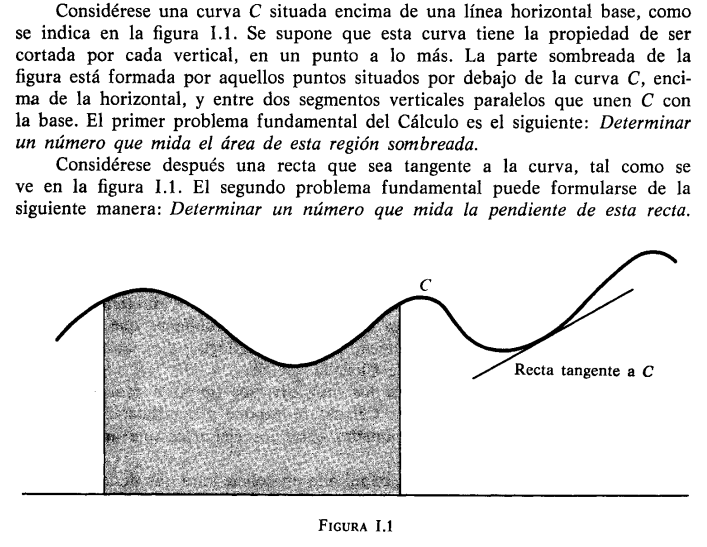 Considérese una curva C situada encima de una línea horizontal base, como
se indica en la figura I.1. Se supone que esta curva tiene la propiedad de ser
cortada por cada vertical, en un punto a lo más. La parte sombreada de la
figura está formada por aquellos puntos situados por debajo de la curva C, enci-
ma de la horizontal, y entre dos segmentos verticales paralelos que unen C con
la base. El primer problema fundamental del Cálculo es el siguiente: Determinar
un número que mida el área de esta región sombreada.
Considérese después una recta que sea tangente a la curva, tal como se
ve en la figura I.1. El segundo problema fundamental puede formularse de la
siguiente manera: Determinar un número que mida la pendiente de esta recta.
C
Recta tangente a C
FIGURA I.1